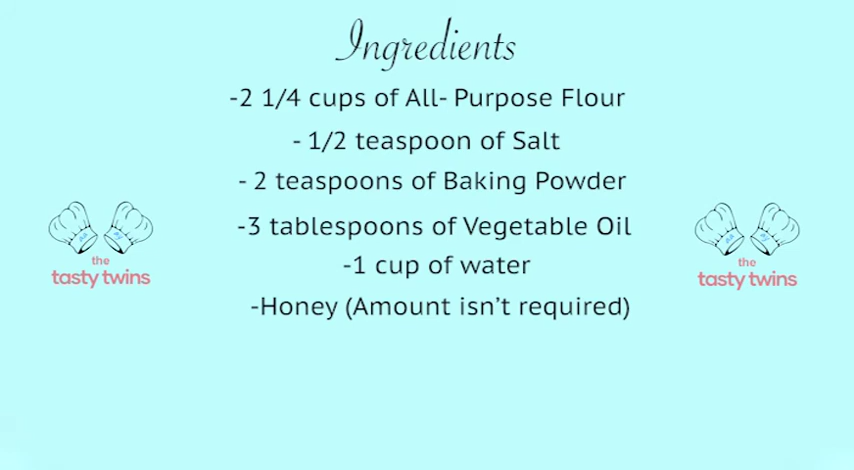 Ingredients
-2 1/4 cups of All- Purpose Flour
- 1/2 teaspoon of Salt
- 2 teaspoons of Baking Powder
-3 tablespoons of Vegetable Oil
-1 cup of water
-Honey (Amount isn't required)
the
tasty twins
the
tasty twins